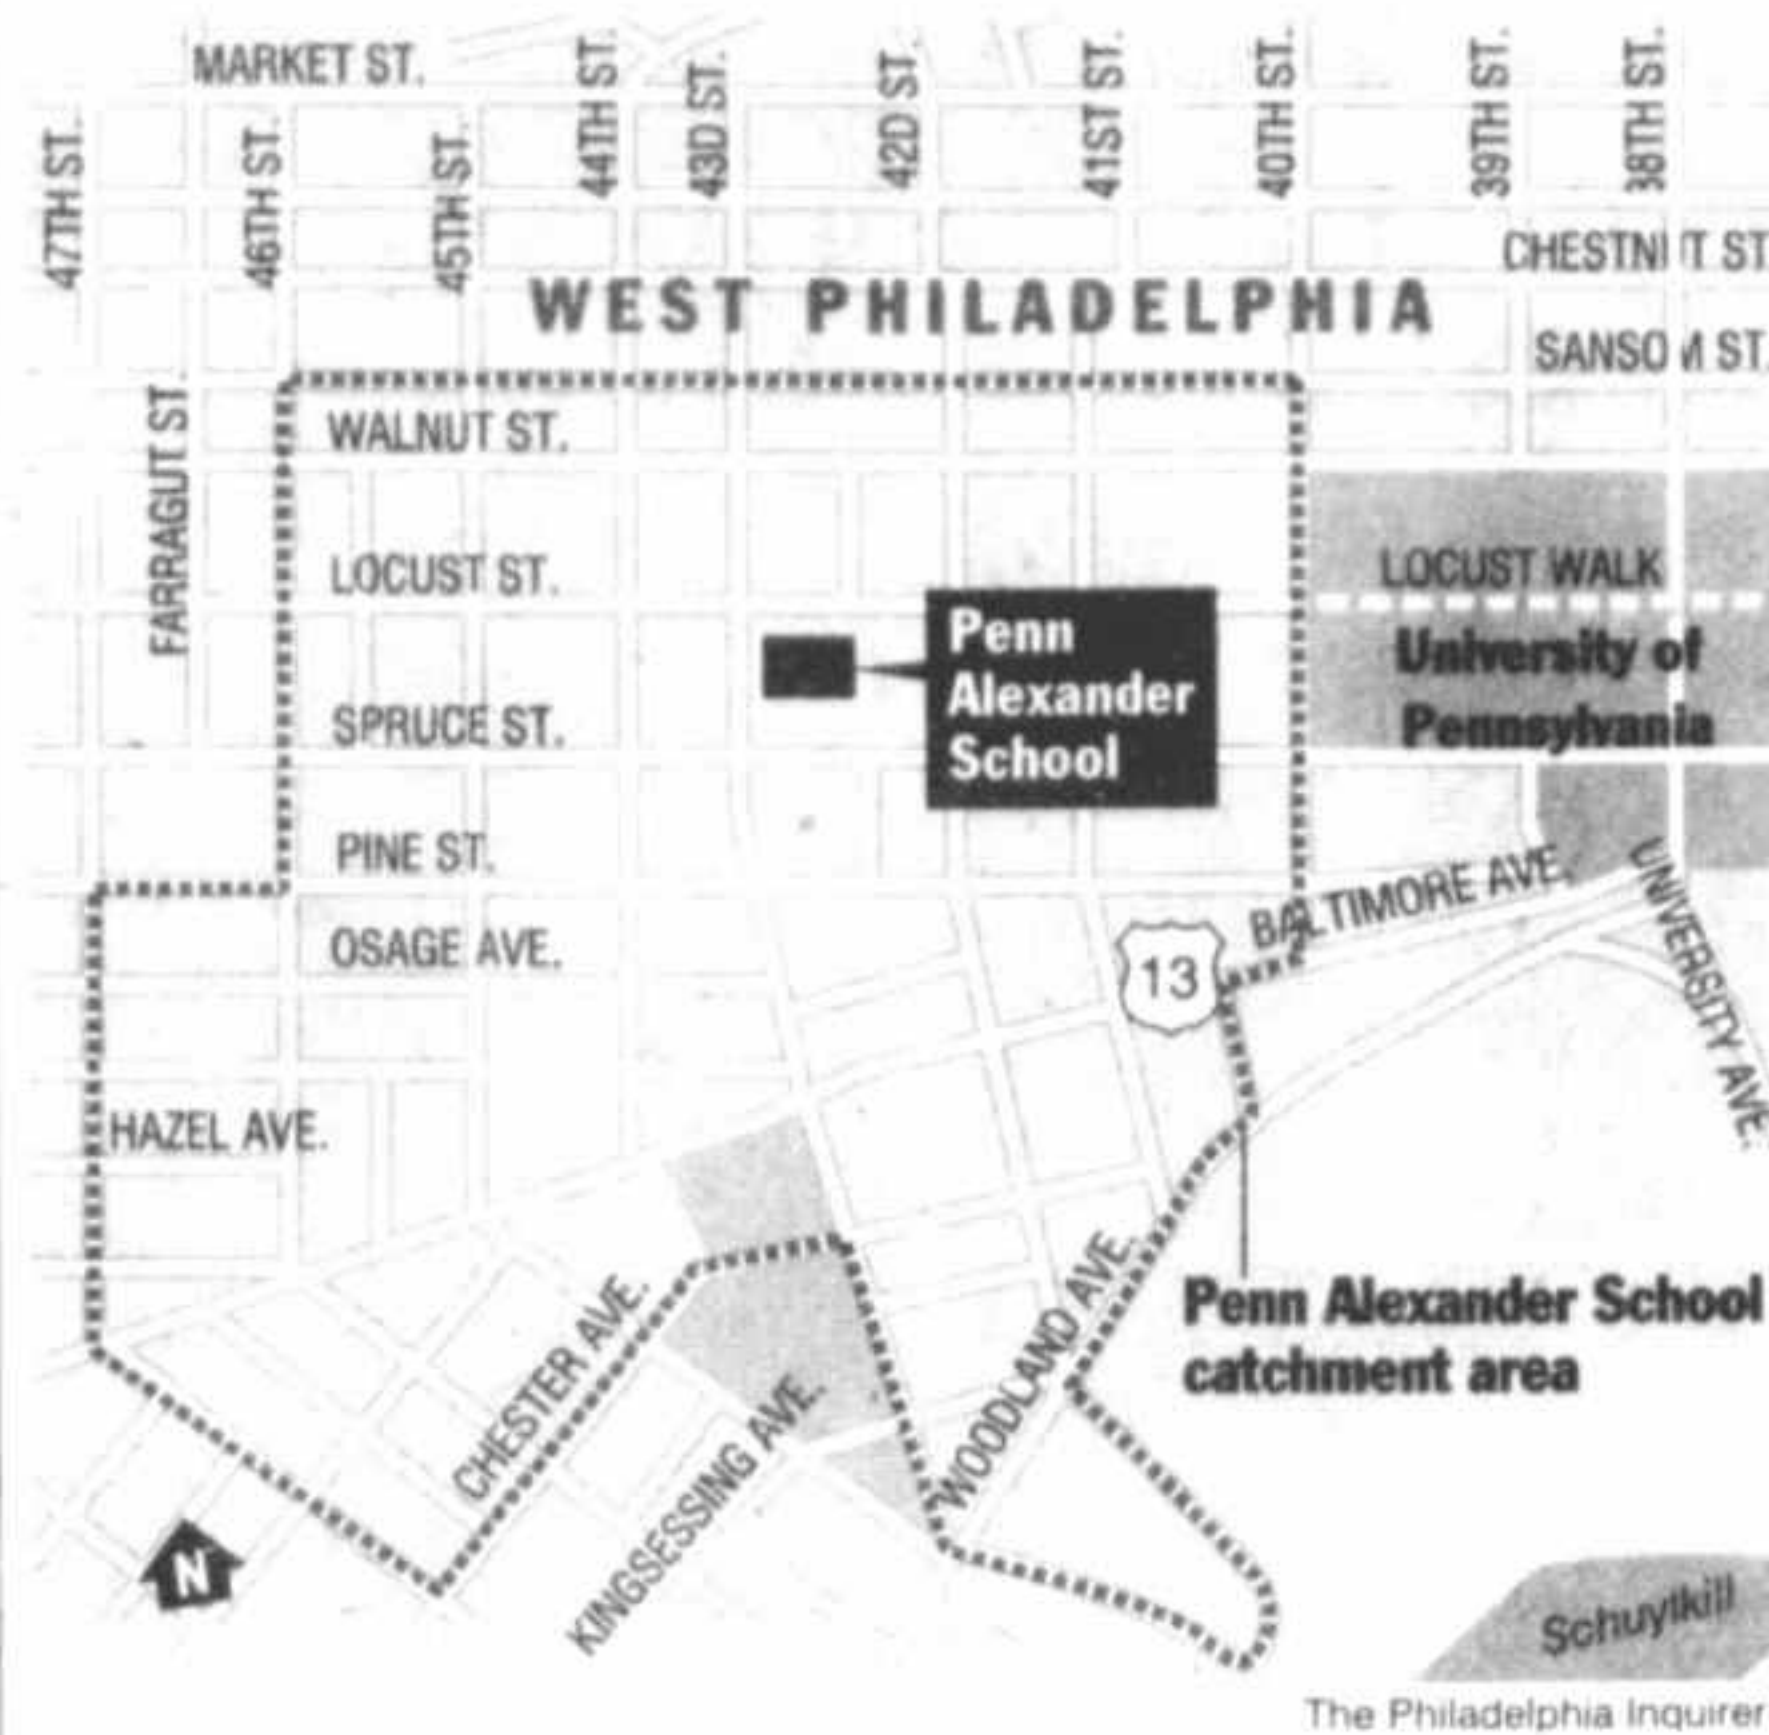 MARKET ST.
47TH ST.
46TH ST.
45TH ST.
44TH ST.
43D ST.
42D ST.
41ST ST.
40TH ST.
39TH ST.
38TH ST.
CHESTNUT ST
WEST PHILADELPHIA
SANSOM ST.
FARRAGUT ST.
WALNUT ST.
LOCUST ST.
LOCUST WALK
Penn
Alexander
School
University of
Pennsylvania
SPRUCE ST.
PINE ST.
BALTIMORE AVE.
UNIVERSITY AVE.
OSAGE AVE.
13
HAZEL AVE.
CHESTER AVE.
WOODLAND AVE.
Penn Alexander School
catchment area
KINGSESSING AVE.
N
Schuylkill
The Philadelphia Inquirer